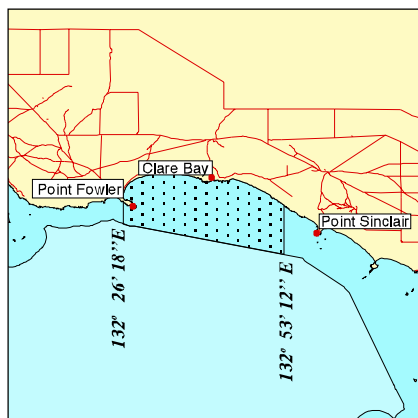 Clare Bay
Point Fowler
Point Sinclair
132° 26' 18''E
132° 53' 12'' E